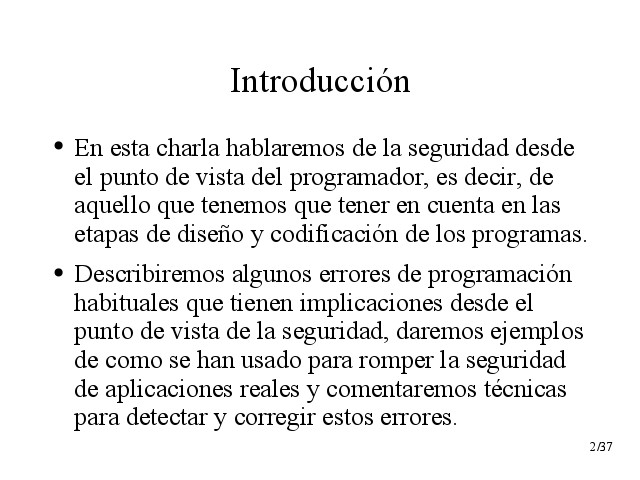 Introducción
• En esta charla hablaremos de la seguridad desde
el punto de vista del programador, es decir, de
aquello que tenemos que tener en cuenta en las
etapas de diseño y codificación de los programas.
• Describiremos algunos errores de programación
habituales que tienen implicaciones desde el
punto de vista de la seguridad, daremos ejemplos
de como se han usado para romper la seguridad
de aplicaciones reales y comentaremos técnicas
para detectar y corregir estos errores.
2/37